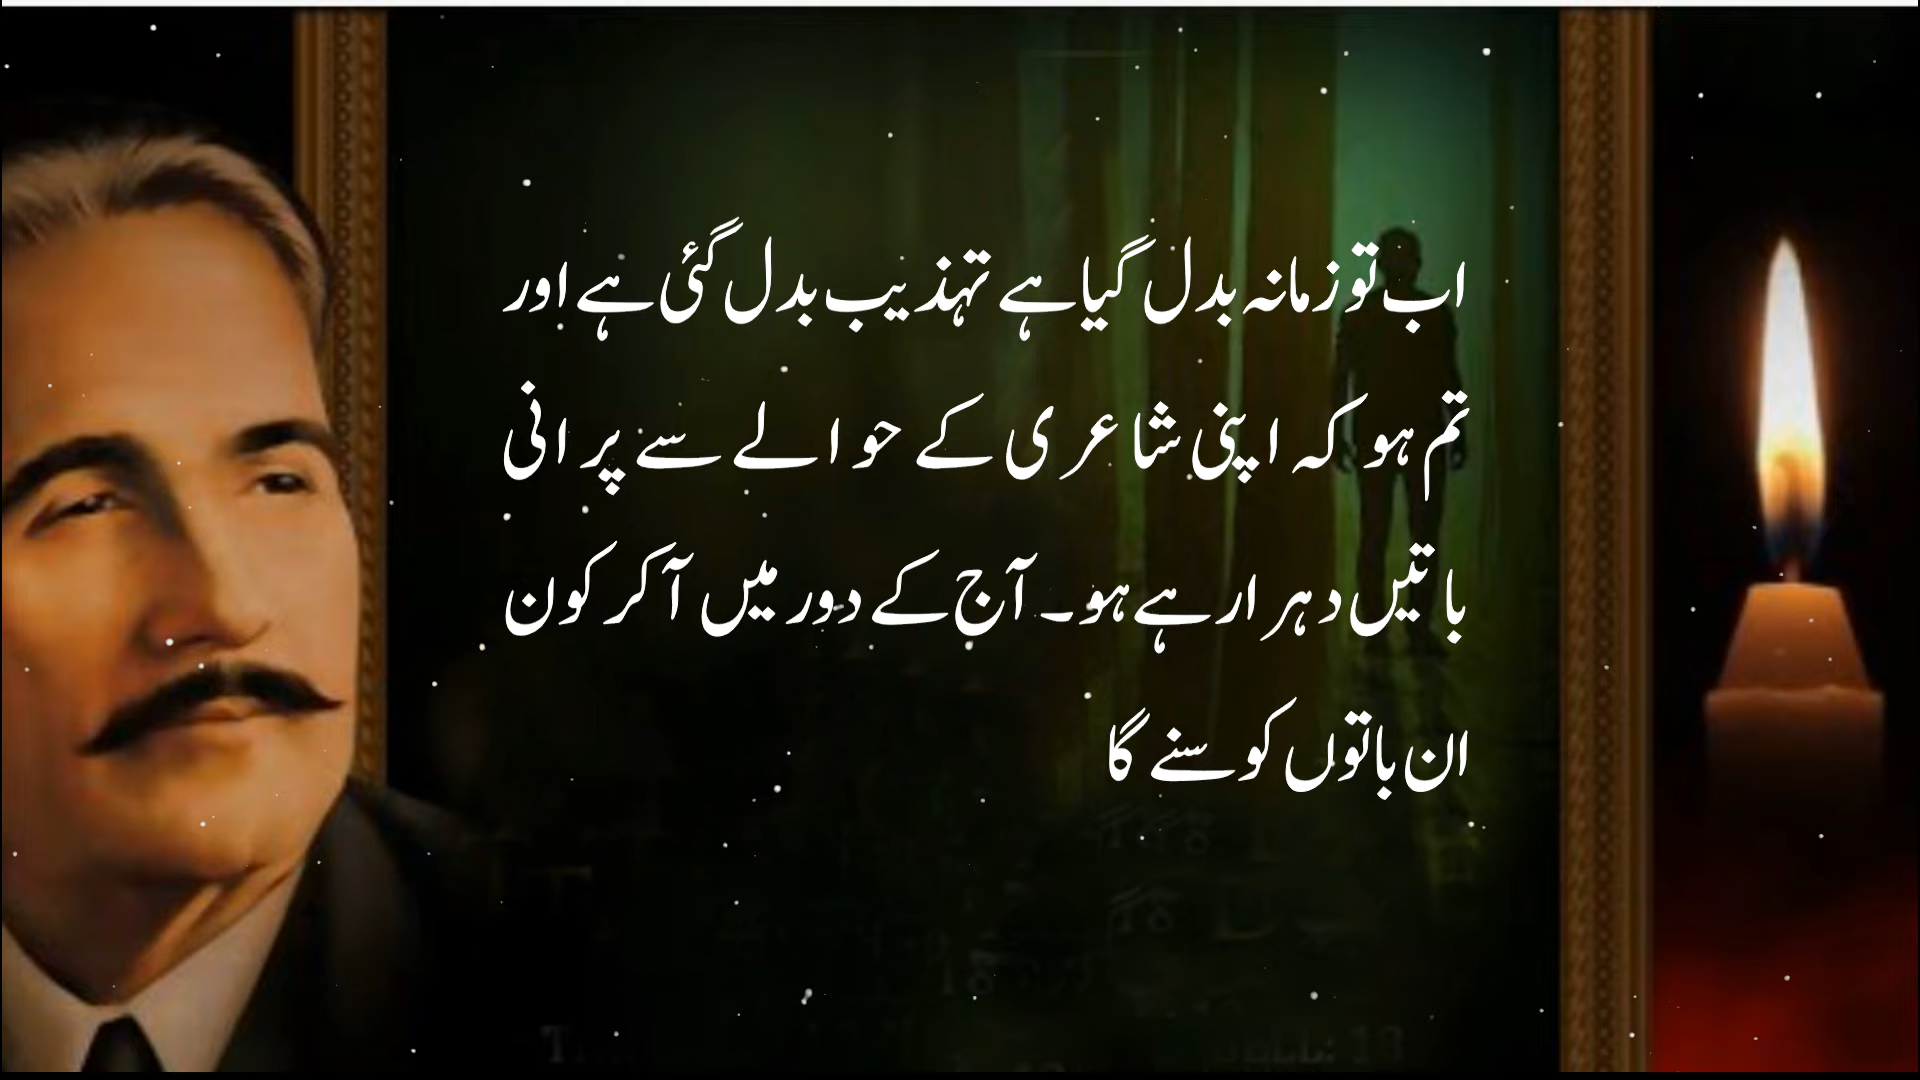 اب تو زمانہ بدل گیا ہے تہذیب بدل گئی ہے اور
تم ہو کہ اپنی شاعری کے حوالے سے پرانی
باتیں دہرا رہے ہو۔ آج کے دور میں آ کر کون
ان باتوں کو سنے گا